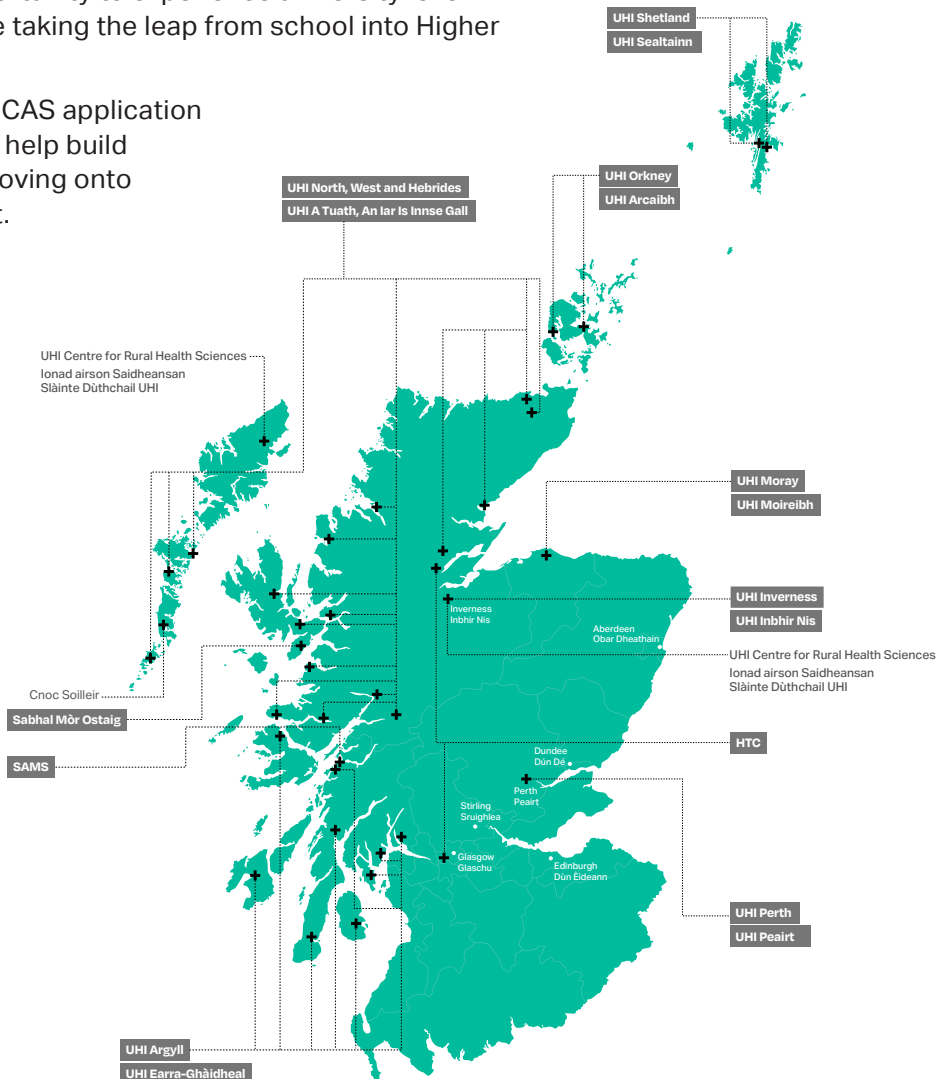 e taking the leap from school into Higher
CAS application
help build
oving onto
UHI Shetland
UHI Sealtainn
UHI North, West and Hebrides
UHI A Tuath, An Iar Is Innse Gall
UHI Orkney
UHI Arcaibh
UHI Centre for Rural Health Sciences
Ionad airson Saidheansan
Slàinte Dùthchail UHI
UHI Moray
UHI Moireibh
Inverness
Inbhir Nis
UHI Inverness
UHI Inbhir Nis
Aberdeen
Obar Dheathain
UHI Centre for Rural Health Sciences
Ionad airson Saidheansan
Slàinte Dùthchail UHI
Cnoc Soilleir
Sabhal Mòr Ostaig
SAMS
HTC
Dundee
Dún Dé
Perth
Peairt
Stirling
Sruighlea
Glasgow
Glaschu
Edinburgh
Dùn Èideann
UHI Perth
UHI Peairt
UHI Argyll
UHI Earra-Ghàidheal